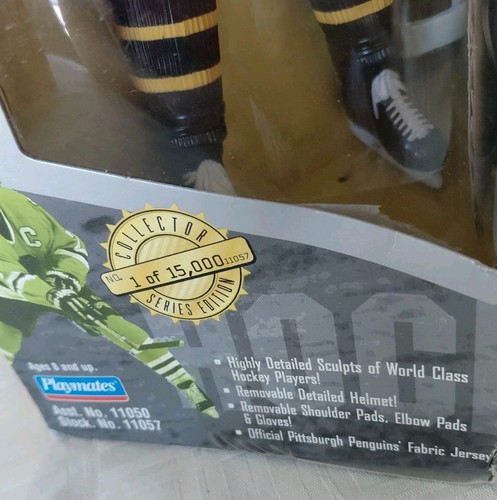 C
COLLECTOR
NO. 1 of 15,000 11057
SERIES EDITION
HOC
Ages 8 and up.
Playmates®
Asst. No. 11050
Stock. No. 11057
• Highly Detailed Sculpts of World Class
Hockey Players!
• Removable Detailed Helmet!
• Removable Shoulder Pads, Elbow Pads
& Gloves!
• Official Pittsburgh Penguins' Fabric Jersey